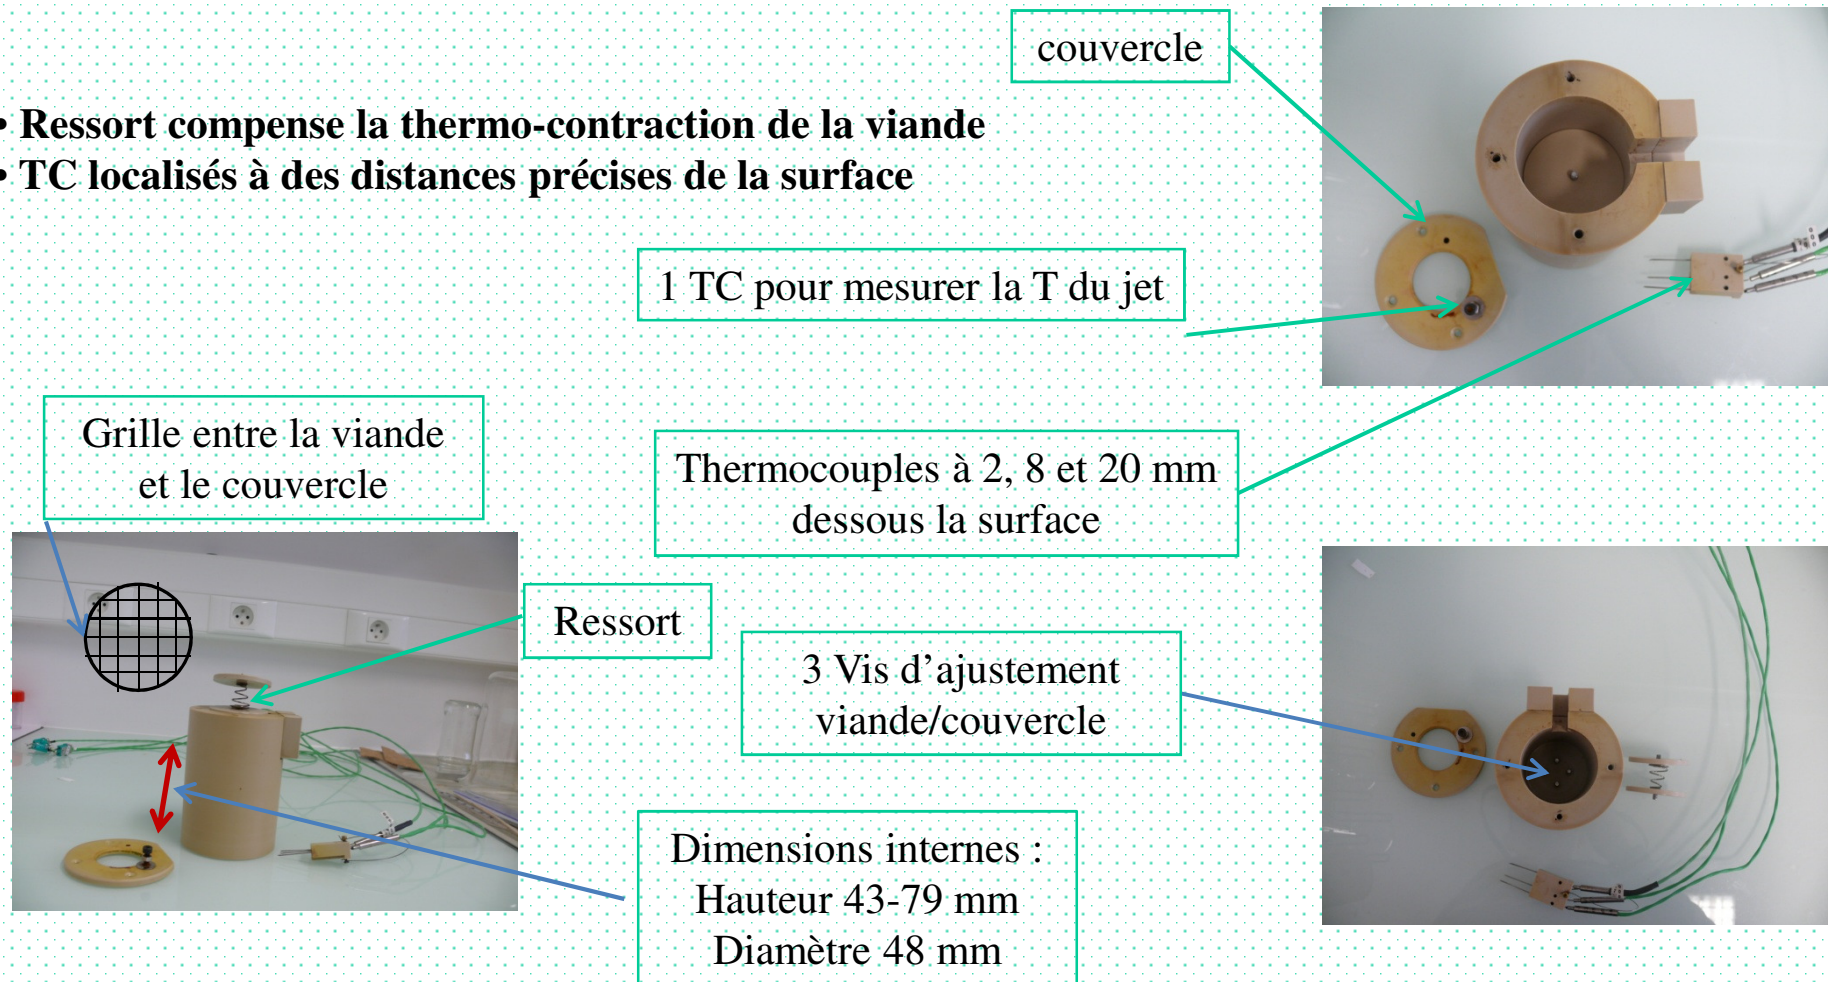 couvercle
• Ressort compense la thermo-contraction de la viande
• TC localisés à des distances précises de la surface
1 TC pour mesurer la T du jet
Grille entre la viande
et le couvercle
Thermocouples à 2, 8 et 20 mm
dessous la surface
Ressort
3 Vis d’ajustement
viande/couvercle
Dimensions internes :
Hauteur 43-79 mm
Diamètre 48 mm